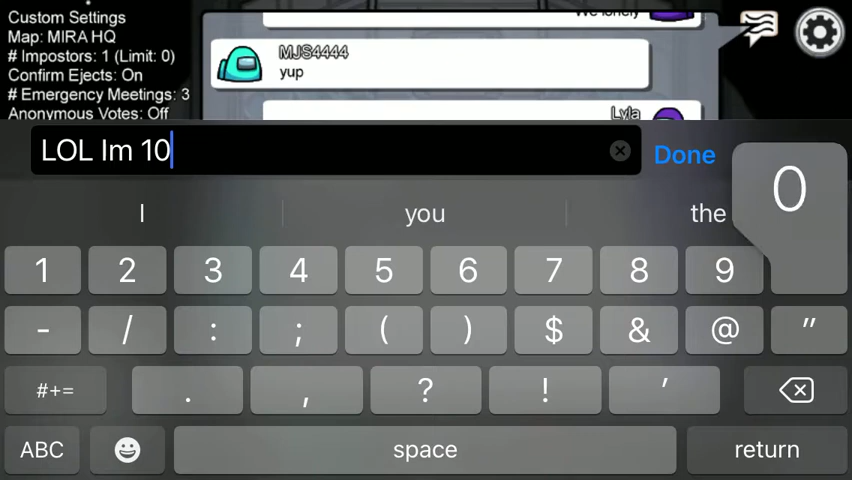 Custom Settings
Map: MIRA HQ
# Impostors: 1 (Limit: 0)
Confirm Ejects: On
# Emergency Meetings: 3
Anonymous Votes: Off
We lonely
MJS4444
yup
Lyla
LOL Im 10
Done
0
I you the
1 2 3 4 5 6 7 8 9
- / : ; ( ) $ & @ "
#+= . , ? ! '
ABC space return